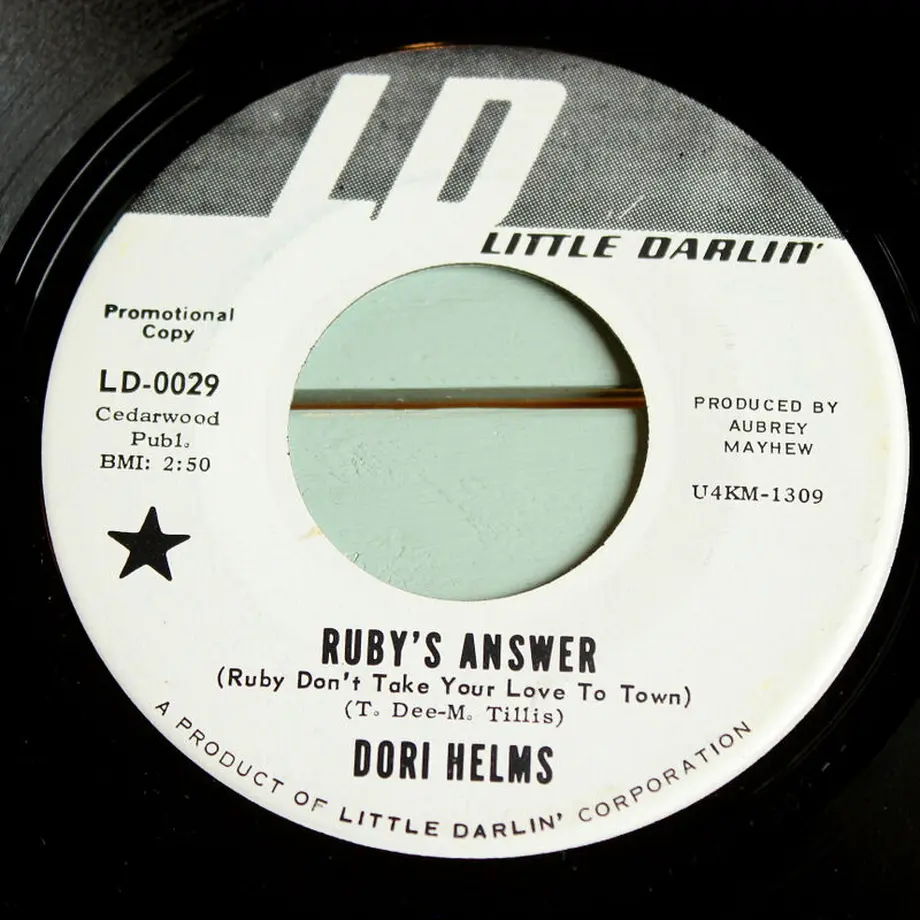 LD
LITTLE DARLIN'
Promotional
Copy
LD-0029
Cedarwood
Publ.
BMI: 2:50
PRODUCED BY
AUBREY
MAYHEW
U4KM-1309
RUBY'S ANSWER
(Ruby Don't Take Your Love To Town)
(T. Dee-M. Tillis)
DORI HELMS
A PRODUCT OF LITTLE DARLIN' CORPORATION